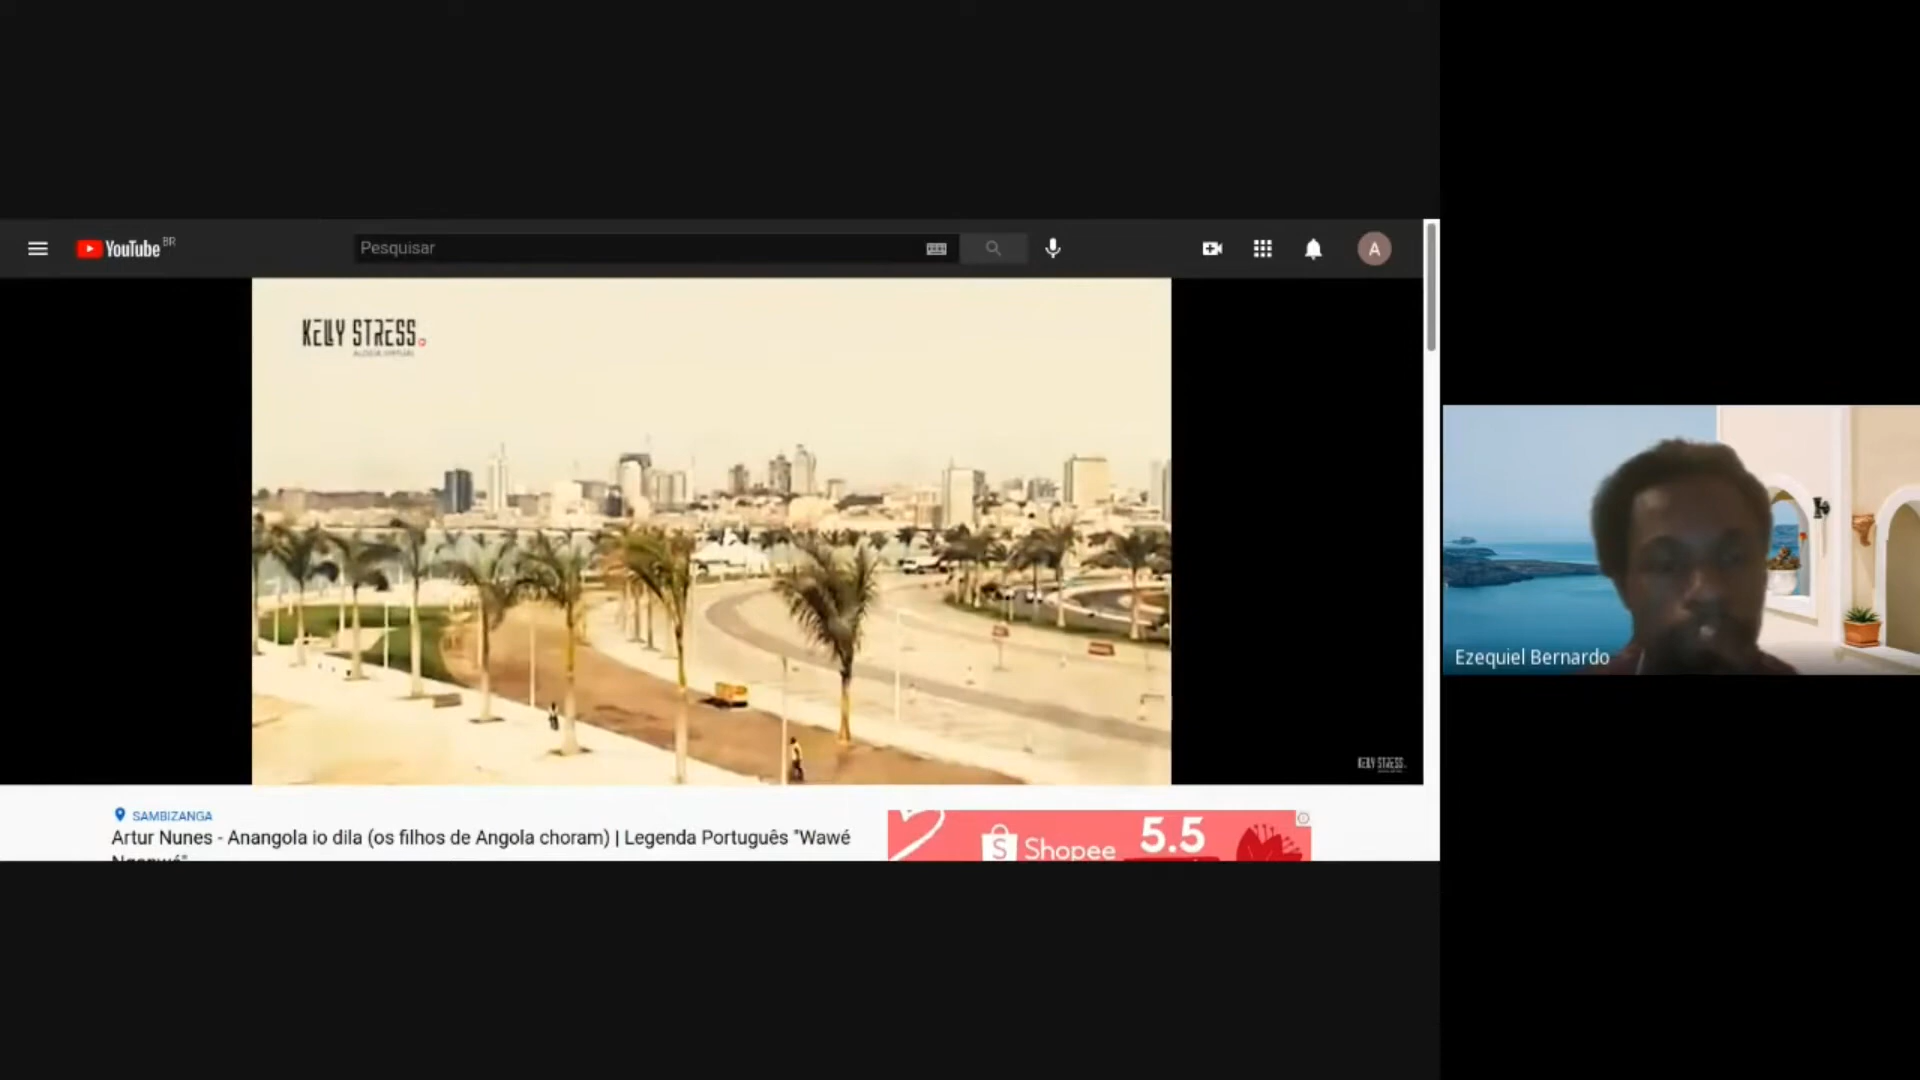 YouTube BR
Pesquisar
A
KELLY STRESS
KELLY STRESS
SAMBIZANGA
Artur Nunes - Anangola io dila (os filhos de Angola choram) | Legenda Português "Wawé
Shopee
5.5
Ezequiel Bernardo